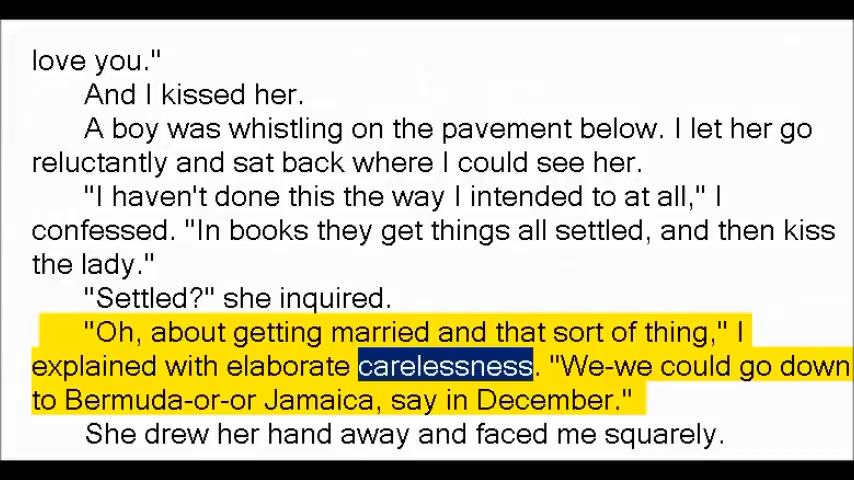 love you."
And I kissed her.
A boy was whistling on the pavement below. I let her go
reluctantly and sat back where I could see her.
"I haven't done this the way I intended to at all," I
confessed. "In books they get things all settled, and then kiss
the lady."
"Settled?" she inquired.
"Oh, about getting married and that sort of thing," I
explained with elaborate carelessness. "We-we could go down
to Bermuda-or-or Jamaica, say in December."
She drew her hand away and faced me squarely.